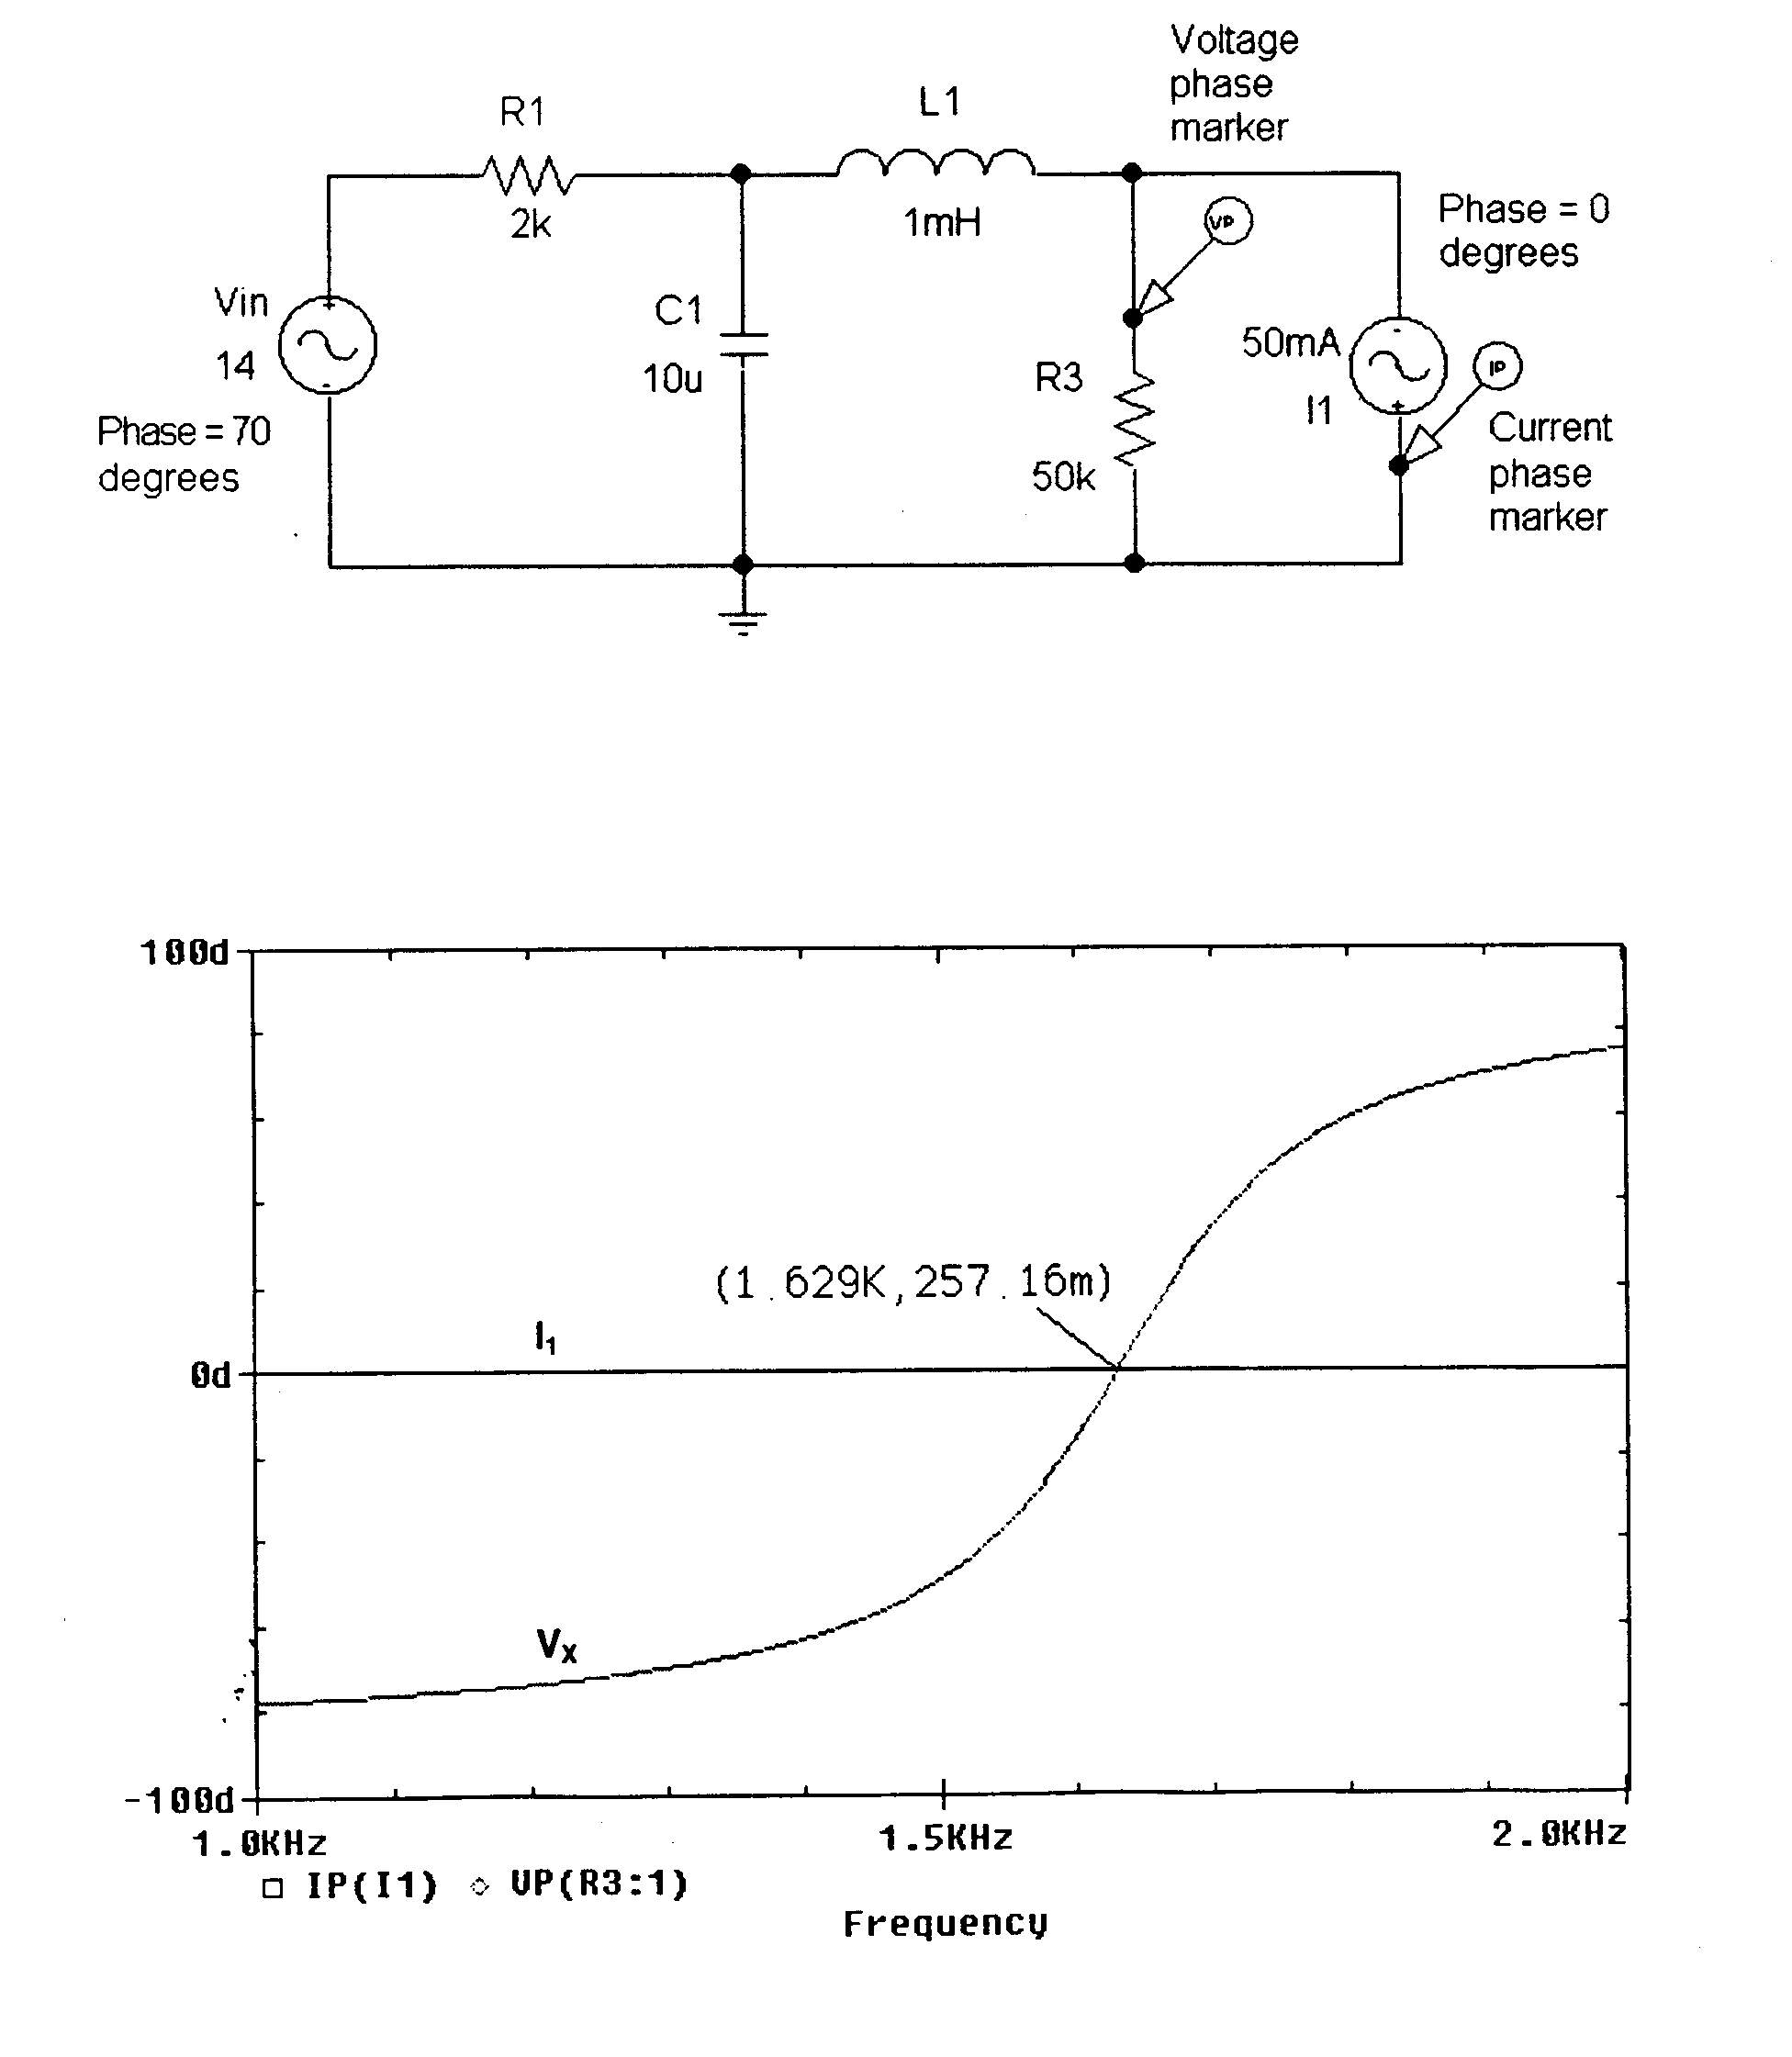 Voltage
phase
marker
R1
2k
L1
1mH
VP
Phase = 0
degrees
Vin
14
Phase = 70
degrees
C1
10u
R3
50k
50mA
I1
IP
Current
phase
marker
100d
(1.629K,257.16m)
I1
0d
VX
-100d
1.0KHz
1.5KHz
2.0KHz
IP(I1)
VP(R3:1)
Frequency